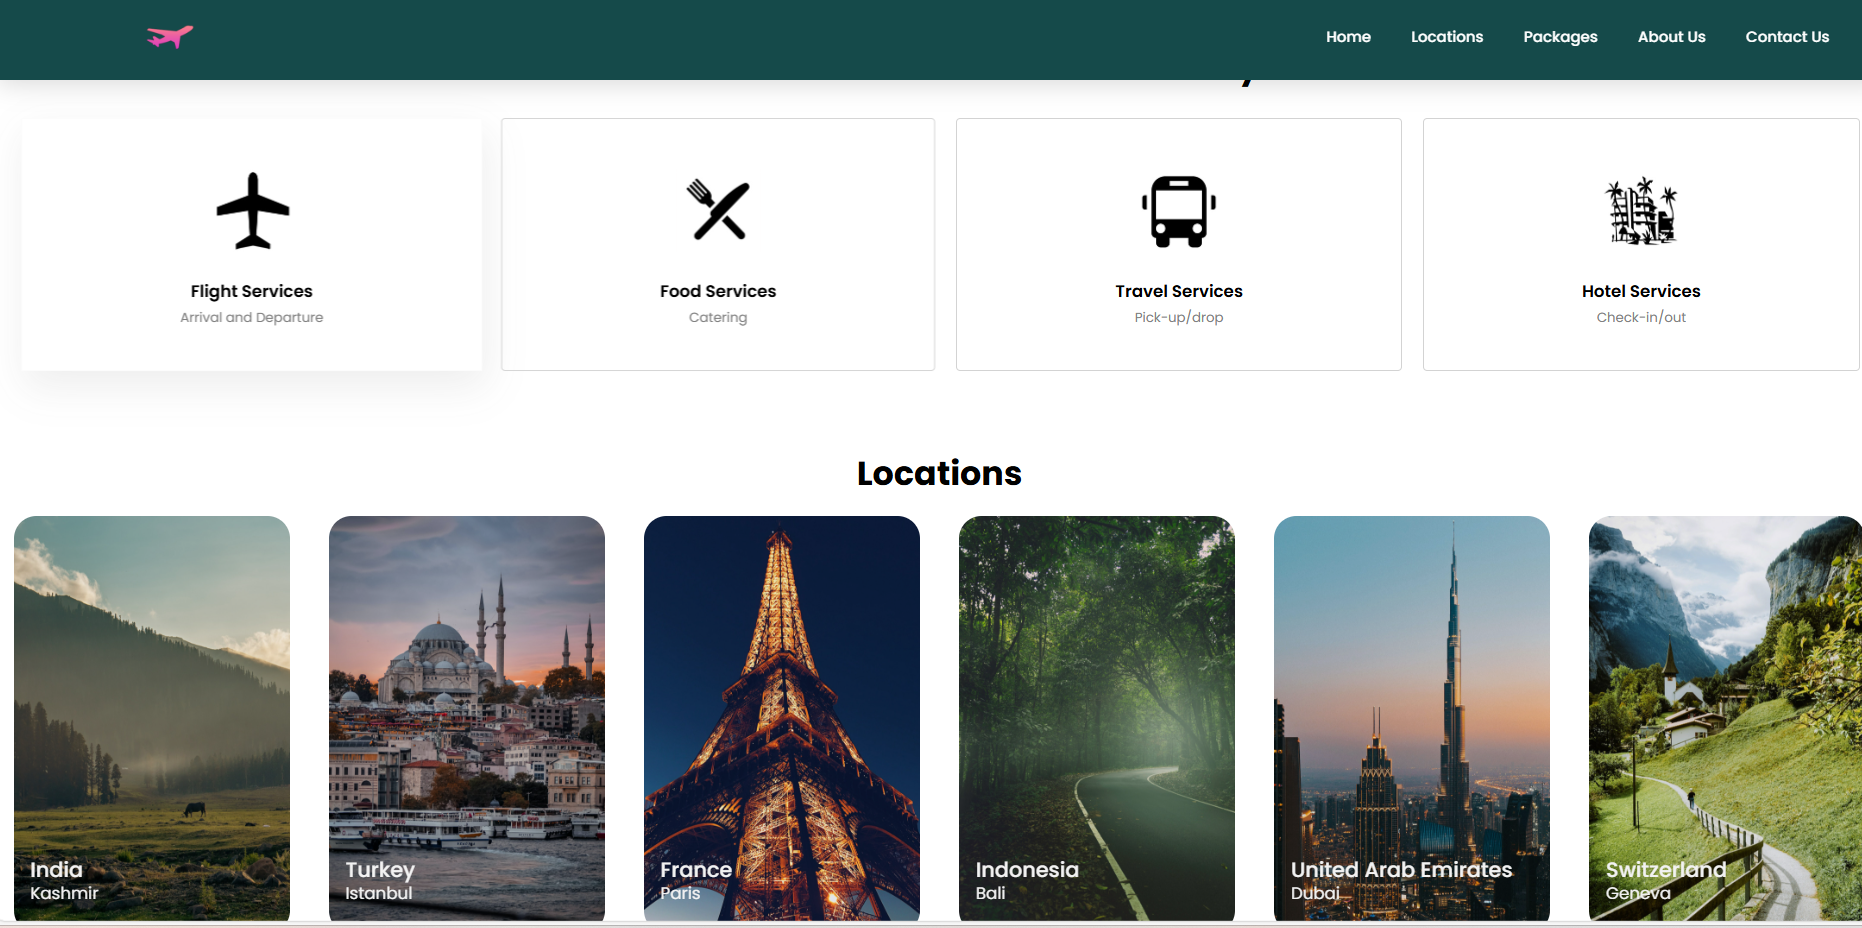 Home Locations Packages About Us Contact Us
Flight Services
Arrival and Departure
Food Services
Catering
Travel Services
Pick-up/drop
Hotel Services
Check-in/out
Locations
India
Kashmir
Turkey
Istanbul
France
Paris
Indonesia
Bali
United Arab Emirates
Dubai
Switzerland
Geneva